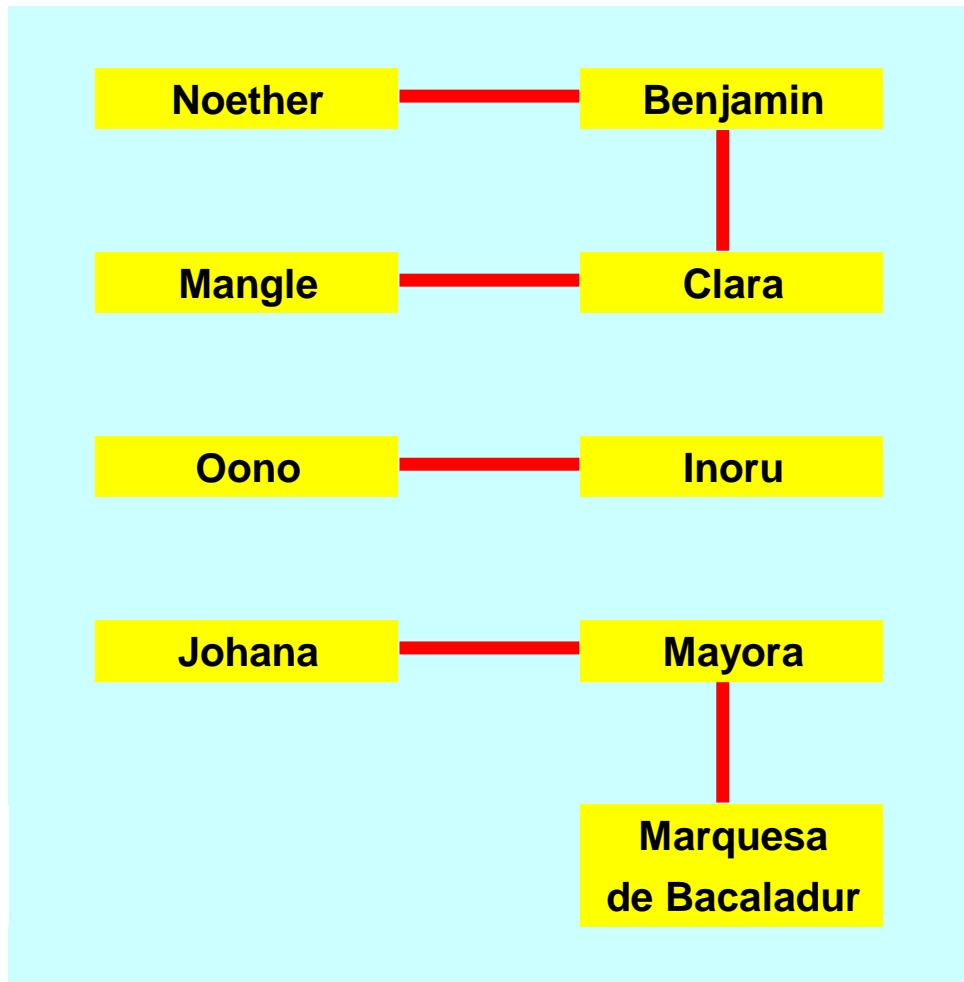 Noether
Benjamin
Mangle
Clara
Oono
Inoru
Johana
Mayora
Marquesa
de Bacaladur